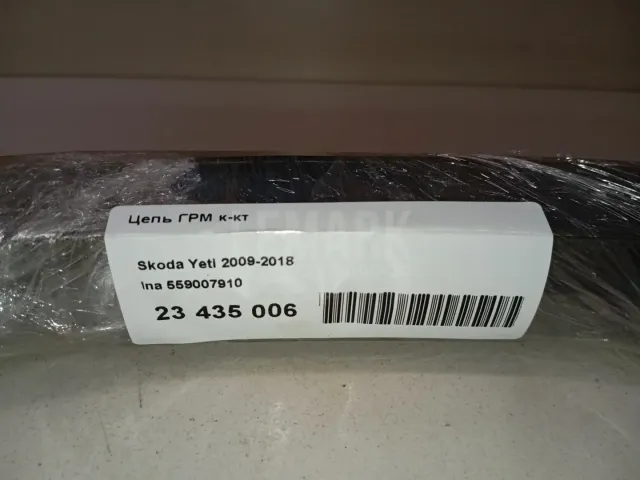 Цепь ГРМ к-кт
Skoda Yeti 2009-2018
Ina 559007910
23 435 006